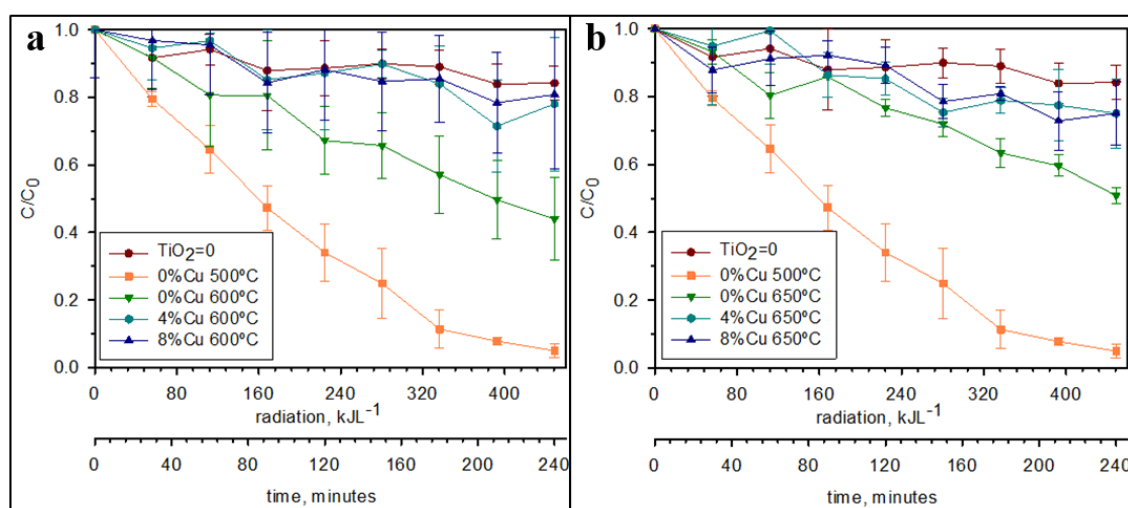 a
C/C0
1.0
0.8
0.6
0.4
0.2
0.0
TiO2=0
0%Cu 500ºC
0%Cu 600ºC
4%Cu 600ºC
8%Cu 600ºC
0 80 160 240 320 400
radiation, kJL-1
0 40 80 120 160 200 240
time, minutes
b
C/C0
1.0
0.8
0.6
0.4
0.2
0.0
TiO2=0
0%Cu 500ºC
0%Cu 650ºC
4%Cu 650ºC
8%Cu 650ºC
0 80 160 240 320 400
radiation, kJL-1
0 40 80 120 160 200 240
time, minutes